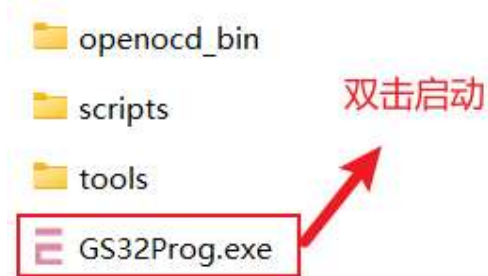 openocd_bin
scripts
双击启动
tools
GS32Prog.exe